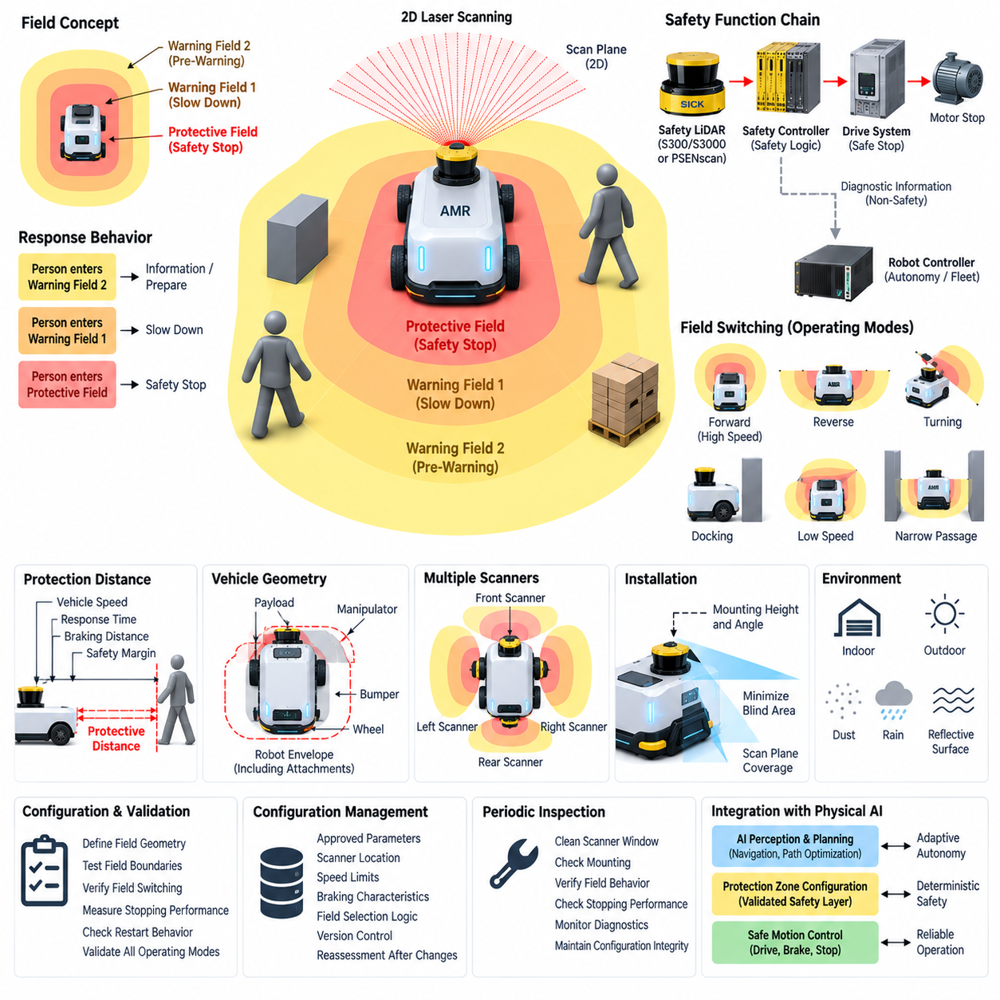 Field Concept
Warning Field 2
(Pre-Warning)
Warning Field 1
(Slow Down)
Protective Field
(Safety Stop)
Response Behavior
Person enters
Warning Field 2
Information /
Prepare
Person enters
Warning Field 1
Slow Down
Person enters
Protective Field
Safety Stop
2D Laser Scanning
Scan Plane
(2D)
AMR
Protective Field
(Safety Stop)
Warning Field 1
(Slow Down)
Warning Field 2
(Pre-Warning)
Safety Function Chain
SICK
Safety LiDAR
(S300/S3000
or PSENscan)
Safety Controller
(Safety Logic)
Drive System
(Safe Stop)
Motor Stop
Diagnostic Information
(Non-Safety)
Robot Controller
(Autonomy / Fleet)
Field Switching (Operating Modes)
Forward
(High Speed)
AMR
Reverse
Turning
Docking
Low Speed
AMR
Narrow Passage
Protection Distance
Vehicle Speed
Response Time
Braking Distance
Safety Margin
Protective
Distance
Vehicle Geometry
Payload
Manipulator
Bumper
Wheel
Robot Envelope
(Including Attachments)
Multiple Scanners
Front Scanner
Left Scanner
Right Scanner
Rear Scanner
Installation
Mounting Height
and Angle
Minimize
Blind Area
Scan Plane
Coverage
Environment
Indoor
Outdoor
Dust
Rain
Reflective
Surface
Configuration & Validation
Define Field Geometry
Test Field Boundaries
Verify Field Switching
Measure Stopping Performance
Check Restart Behavior
Validate All Operating Modes
Configuration Management
Approved Parameters
Scanner Location
Speed Limits
Braking Characteristics
Field Selection Logic
Version Control
Reassessment After Changes
Periodic Inspection
Clean Scanner Window
Check Mounting
Verify Field Behavior
Check Stopping Performance
Monitor Diagnostics
Maintain Configuration Integrity
Integration with Physical AI
AI Perception & Planning
(Navigation, Path Optimization)
Adaptive
Autonomy
Protection Zone Configuration
(Validated Safety Layer)
Deterministic
Safety
Safe Motion Control
(Drive, Brake, Stop)
Reliable
Operation